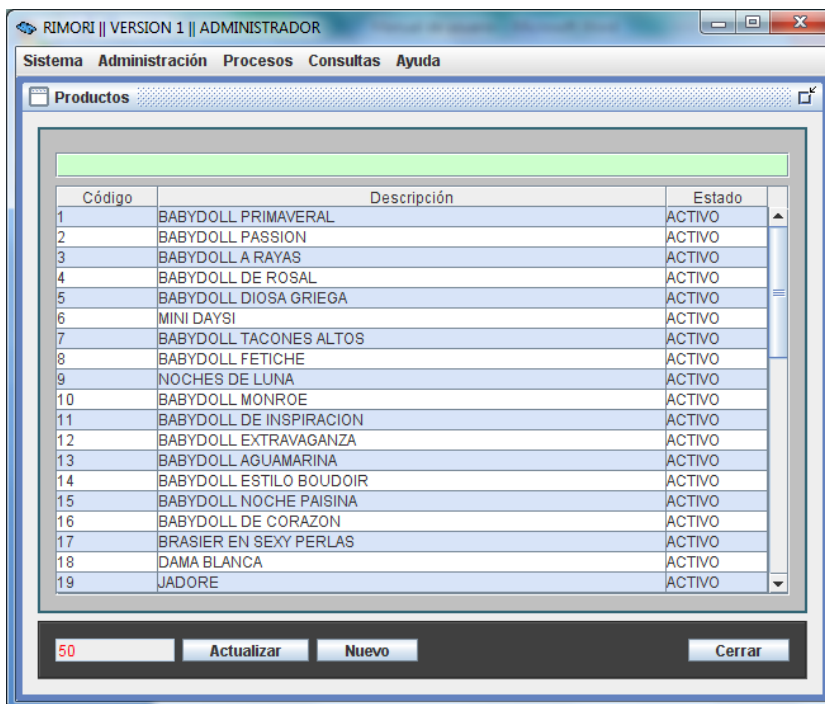 RIMORI || VERSION 1 || ADMINISTRADOR
Sistema Administración Procesos Consultas Ayuda
Productos
Código Descripción Estado
1 BABYDOLL PRIMAVERAL ACTIVO
2 BABYDOLL PASSION ACTIVO
3 BABYDOLL A RAYAS ACTIVO
4 BABYDOLL DE ROSAL ACTIVO
5 BABYDOLL DIOSA GRIEGA ACTIVO
6 MINI DAYSI ACTIVO
7 BABYDOLL TACONES ALTOS ACTIVO
8 BABYDOLL FETICHE ACTIVO
9 NOCHES DE LUNA ACTIVO
10 BABYDOLL MONROE ACTIVO
11 BABYDOLL DE INSPIRACION ACTIVO
12 BABYDOLL EXTRAVAGANZA ACTIVO
13 BABYDOLL AGUAMARINA ACTIVO
14 BABYDOLL ESTILO BOUDOIR ACTIVO
15 BABYDOLL NOCHE PAISINA ACTIVO
16 BABYDOLL DE CORAZON ACTIVO
17 BRASIER EN SEXY PERLAS ACTIVO
18 DAMA BLANCA ACTIVO
19 JADORE ACTIVO
50 Actualizar Nuevo Cerrar